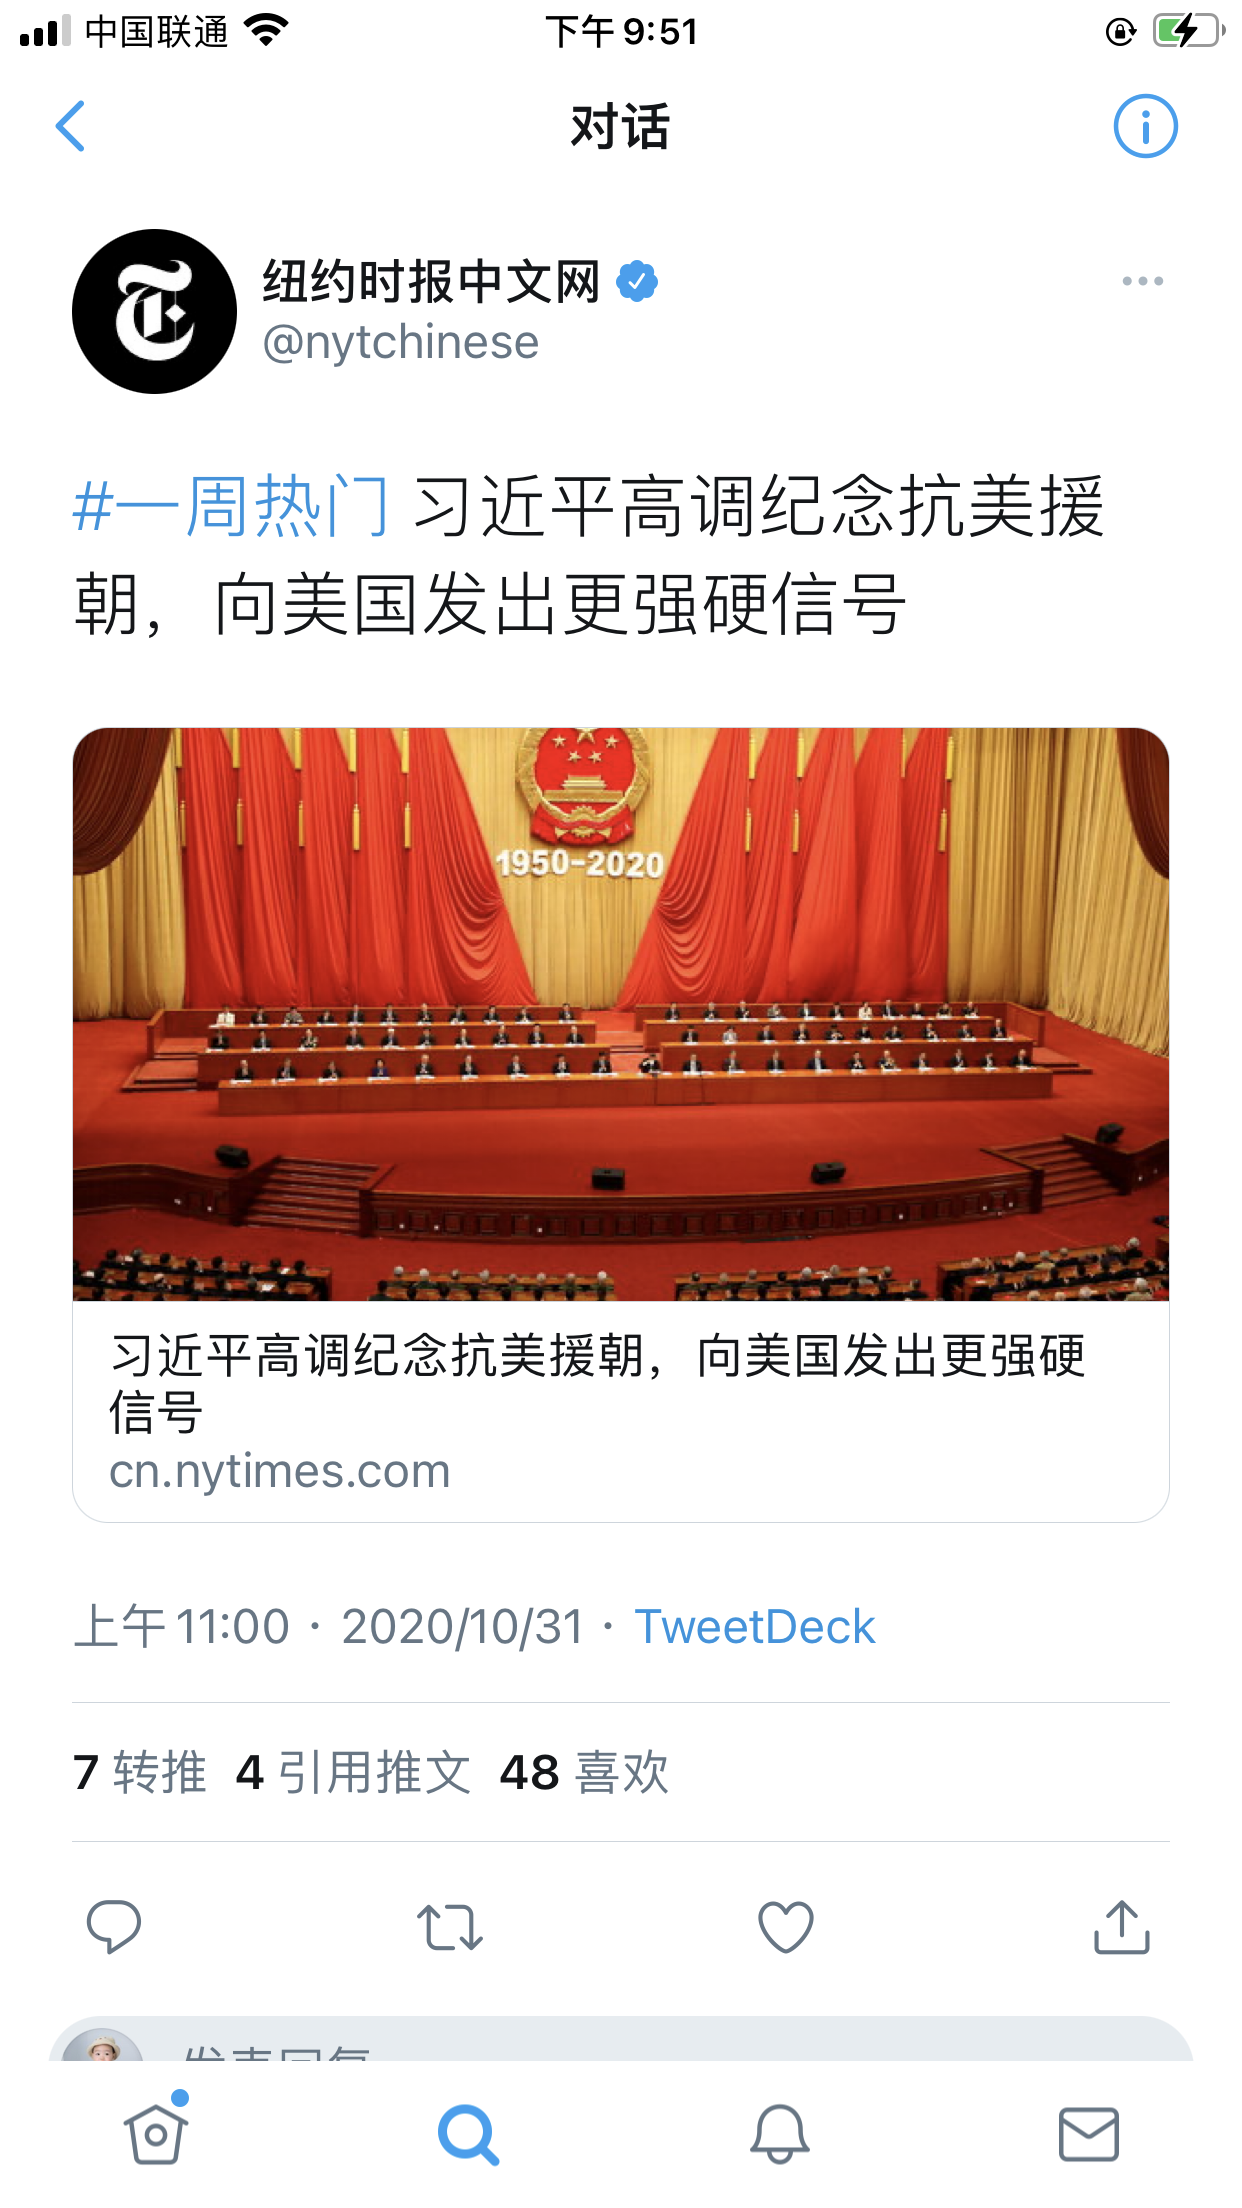 中国联通
下午 9:51
对话
纽约时报中文网
@nytchinese
#一周热门 习近平高调纪念抗美援
朝，向美国发出更强硬信号
1950-2020
习近平高调纪念抗美援朝，向美国发出更强硬
信号
cn.nytimes.com
上午 11:00 · 2020/10/31 · TweetDeck
7 转推 4 引用推文 48 喜欢
发表回复